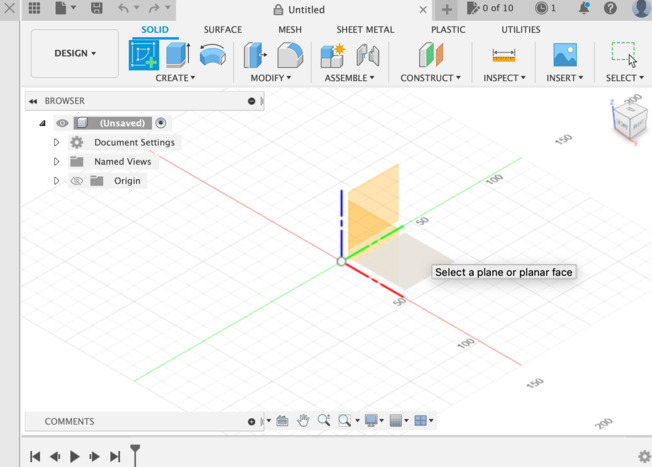 Untitled
0 of 10
1
SOLID SURFACE MESH SHEET METAL PLASTIC UTILITIES
DESIGN
CREATE MODIFY ASSEMBLE CONSTRUCT INSPECT INSERT SELECT
BROWSER
(Unsaved)
Document Settings
Named Views
Origin
200
150
100
50
Z
X
Select a plane or planar face
50
100
150
200
COMMENTS